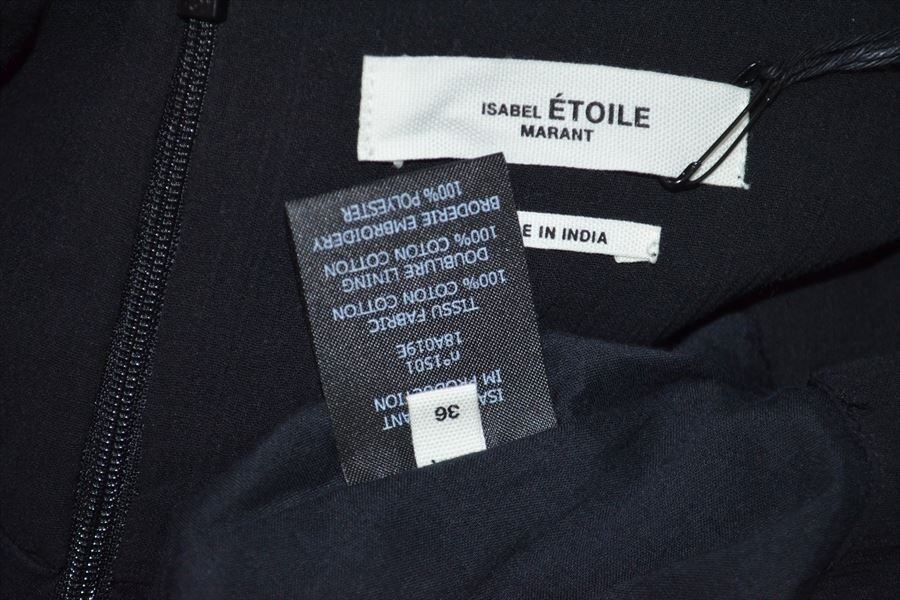 ISABEL ÉTOILE
MARANT
E IN INDIA
36
IM PRODUCTION
n°1501
18A019E
TISSU FABRIC
100% COTON COTTON
DOUBLURE LINING
100% COTON COTTON
BRODERIE EMBROIDERY
100% POLYESTER